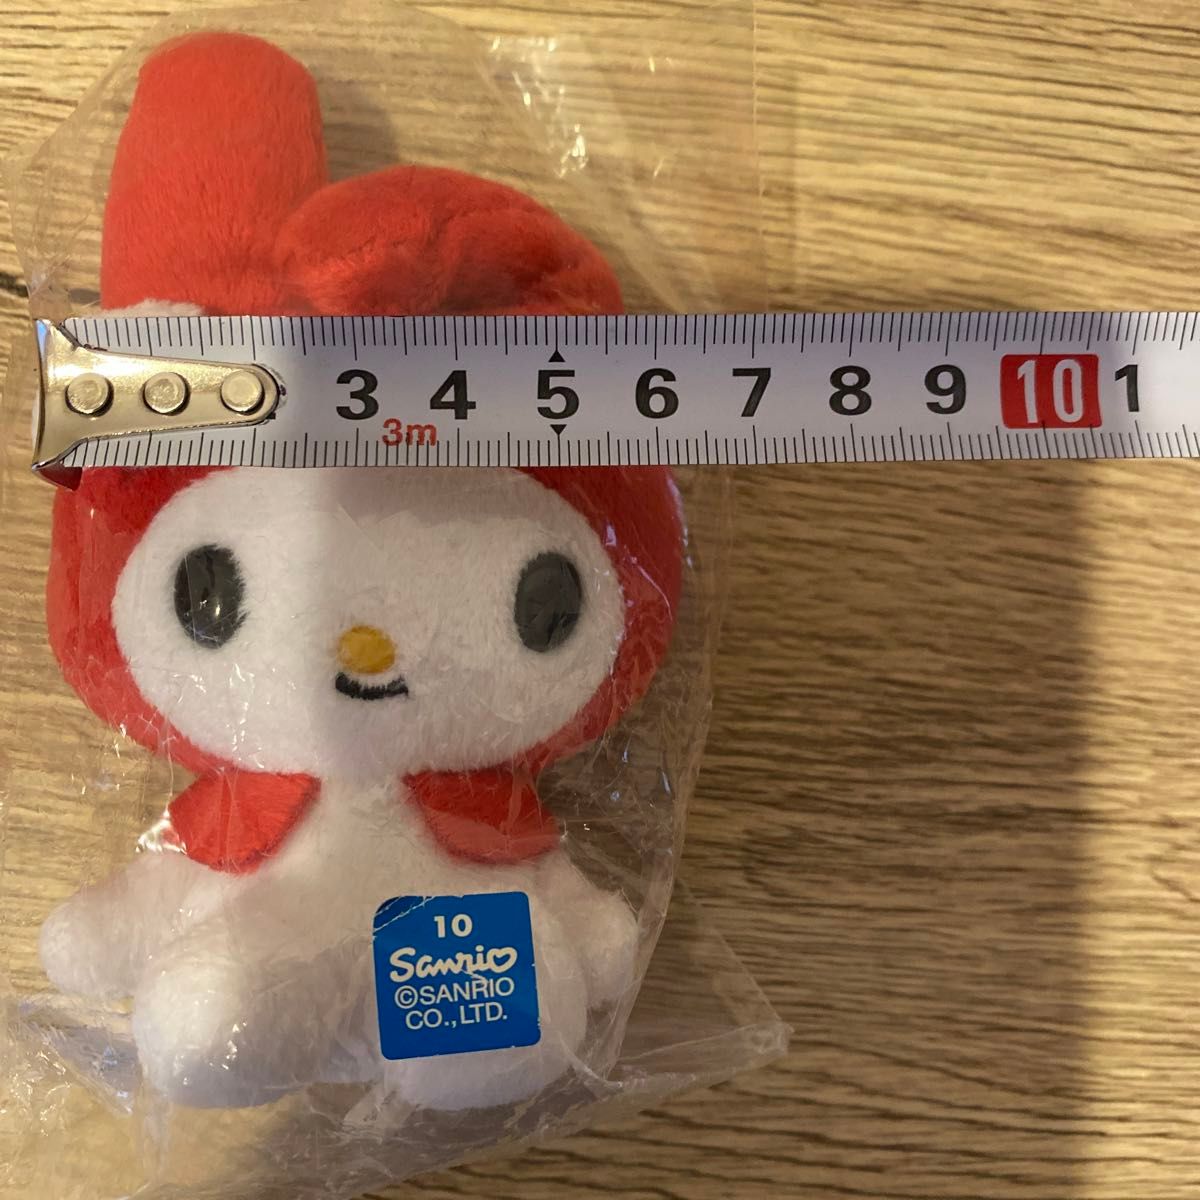 3 4 5 6 7 8 9 10 1
3m
10
Sanrio
©SANRIO
CO.,LTD.